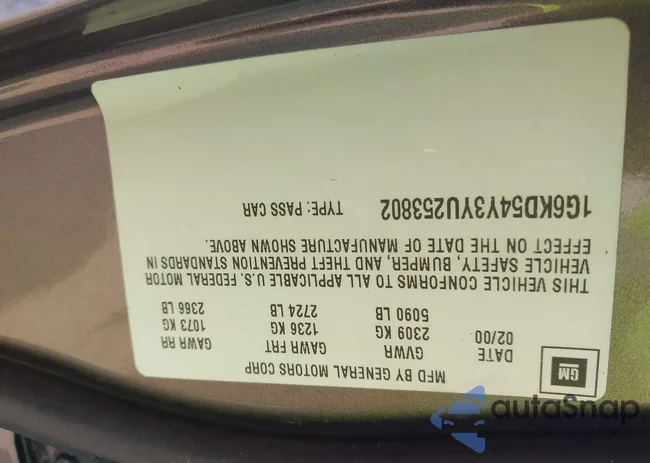 GM
MFD BY GENERAL MOTORS CORP
DATE GVWR GAWR FRT GAWR RR
02/00 2309 KG 1236 KG 1073 KG
5090 LB 2724 LB 2366 LB
THIS VEHICLE CONFORMS TO ALL APPLICABLE U.S. FEDERAL MOTOR
VEHICLE SAFETY, BUMPER, AND THEFT PREVENTION STANDARDS IN
EFFECT ON THE DATE OF MANUFACTURE SHOWN ABOVE.
1G6KD54Y3YU253802 TYPE: PASS CAR
autoSnap